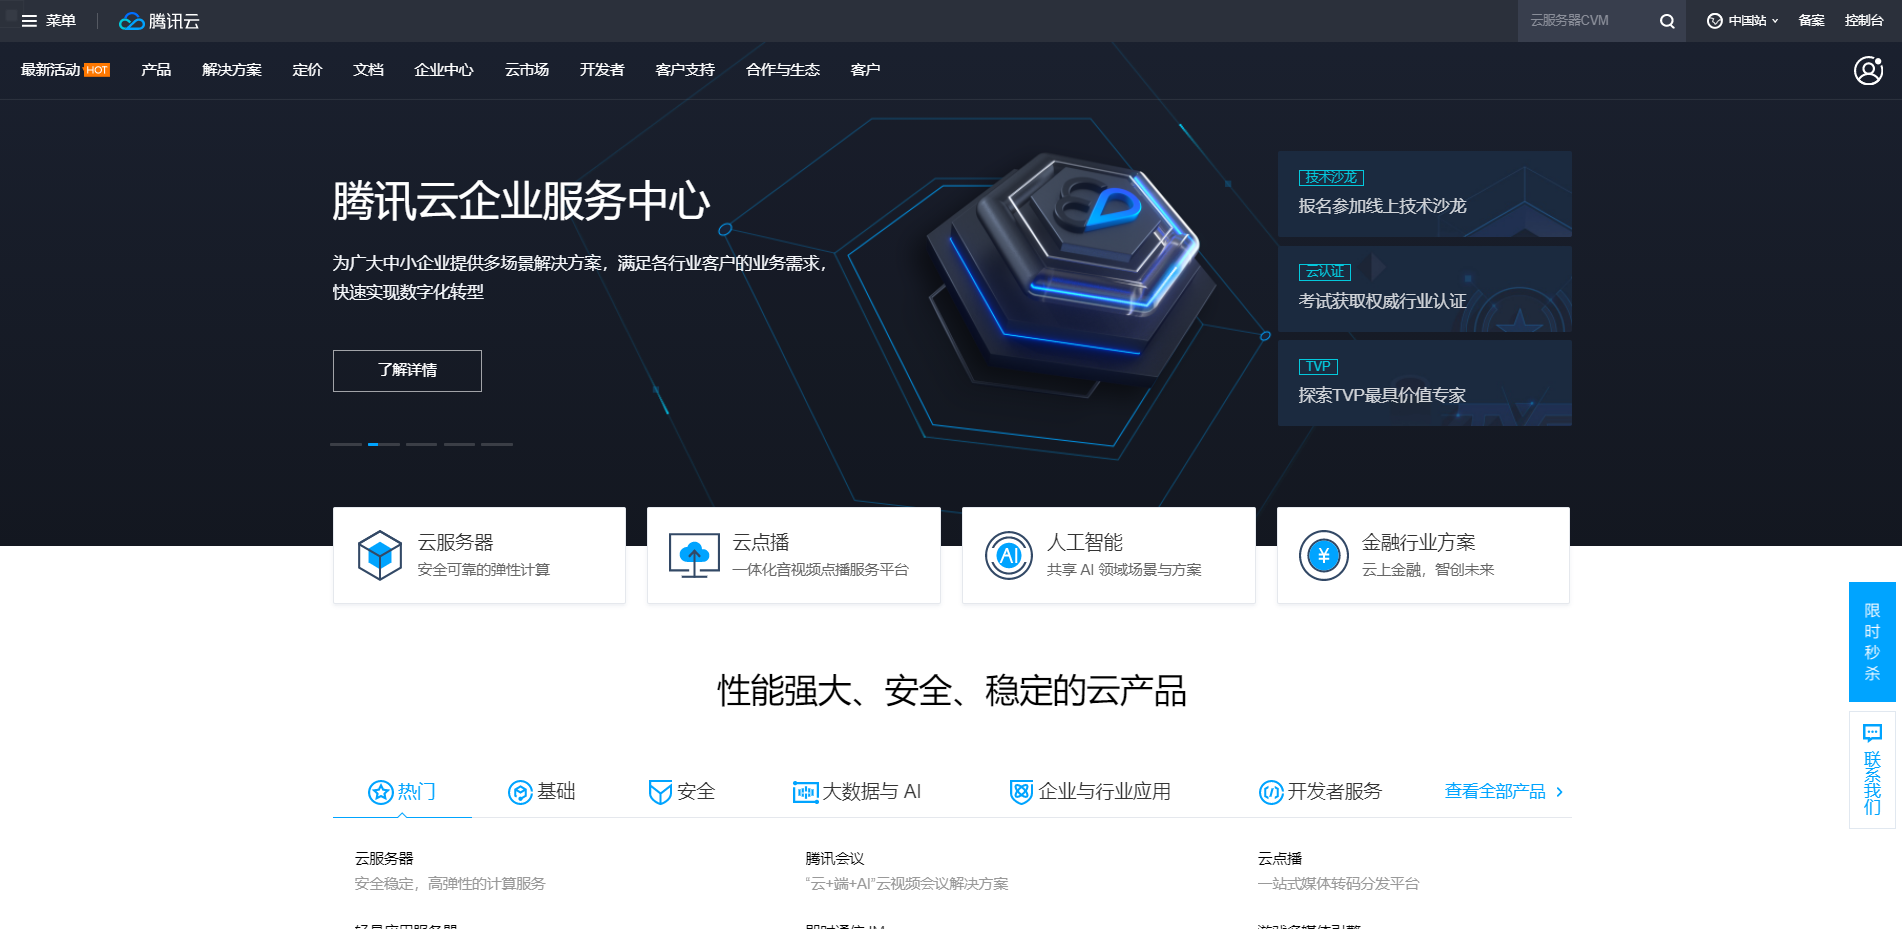 菜单
腾讯云
云服务器CVM
中国站
备案
控制台
最新活动 HOT
产品
解决方案
定价
文档
企业中心
云市场
开发者
客户支持
合作与生态
客户
腾讯云企业服务中心
为广大中小企业提供多场景解决方案，满足各行业客户的业务需求，
快速实现数字化转型
了解详情
技术沙龙
报名参加线上技术沙龙
云认证
考试获取权威行业认证
TVP
探索TVP最具价值专家
云服务器
安全可靠的弹性计算
云点播
一体化音视频点播服务平台
AI
人工智能
共享 AI 领域场景与方案
¥
金融行业方案
云上金融，智创未来
限时秒杀
联系我们
性能强大、安全、稳定的云产品
热门
基础
安全
大数据与 AI
企业与行业应用
开发者服务
查看全部产品
云服务器
安全稳定，高弹性的计算服务
腾讯会议
“云+端+AI”云视频会议解决方案
云点播
一站式媒体转码分发平台